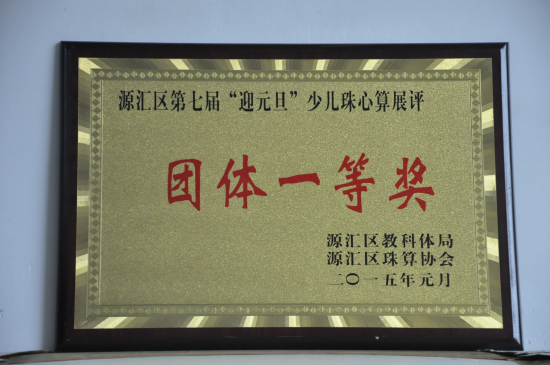 源汇区第七届“迎元旦”少儿珠心算展评
团体一等奖
源汇区教科体局
源汇区珠算协会
二〇一五年元月